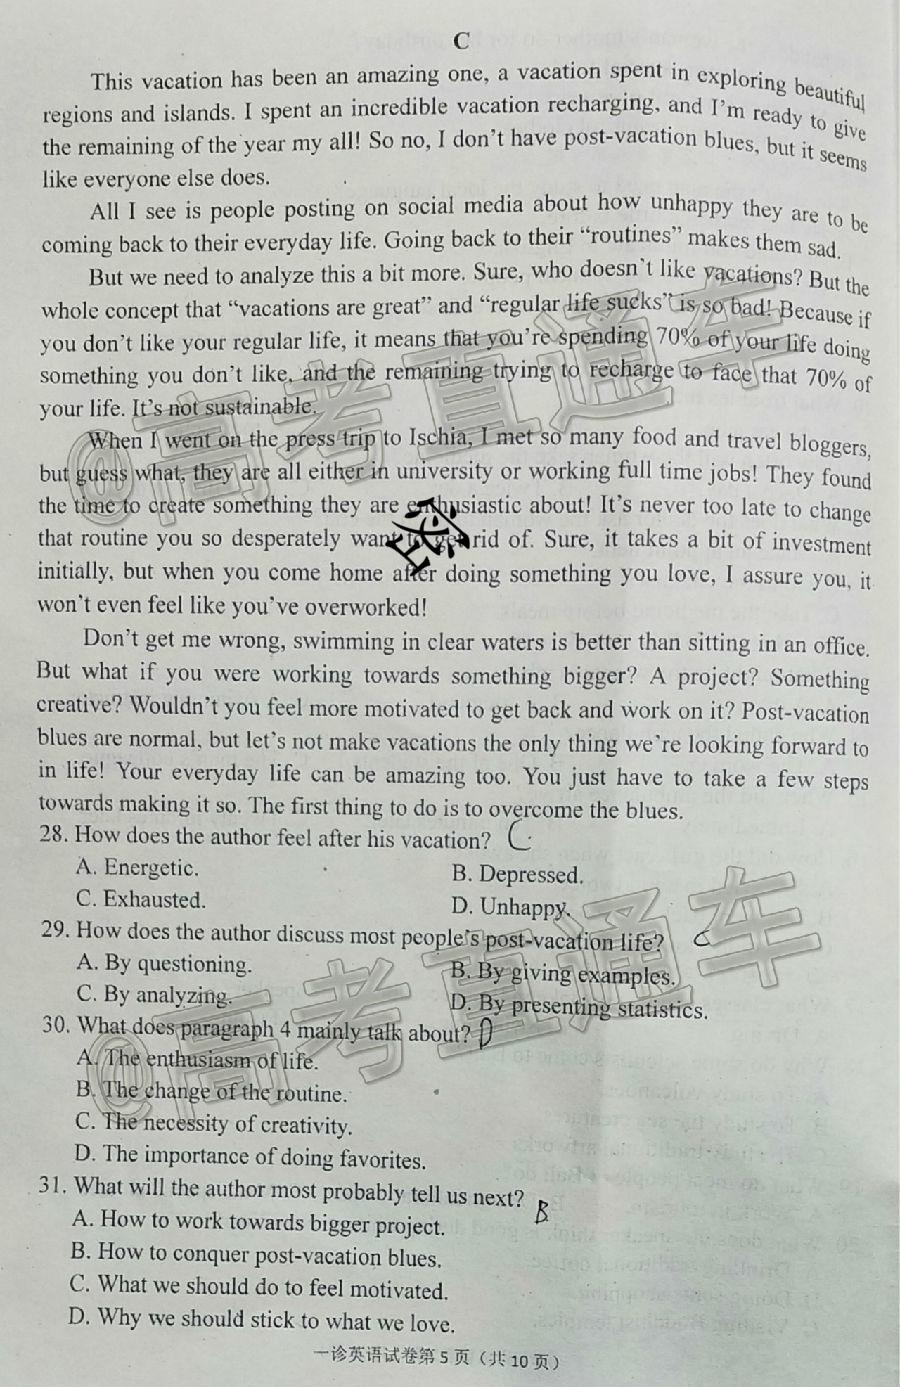 C
This vacation has been an amazing one, a vacation spent in exploring beautiful
regions and islands. I spent an incredible vacation recharging, and I'm ready to give
the remaining of the year my all! So no, I don't have post-vacation blues, but it seems
like everyone else does.
All I see is people posting on social media about how unhappy they are to be
coming back to their everyday life. Going back to their "routines" makes them sad.
But we need to analyze this a bit more. Sure, who doesn't like vacations? But the
whole concept that "vacations are great" and "regular life sucks" is so bad! Because if
you don't like your regular life, it means that you're spending 70% of your life doing
something you don't like, and the remaining trying to recharge to face that 70% of
your life. It's not sustainable.
When I went on the press trip to Ischia, I met so many food and travel bloggers,
but guess what, they are all either in university or working full time jobs! They found
the time to create something they are enthusiastic about! It's never too late to change
that routine you so desperately want to get rid of. Sure, it takes a bit of investment
initially, but when you come home after doing something you love, I assure you, it
won't even feel like you've overworked!
Don't get me wrong, swimming in clear waters is better than sitting in an office.
But what if you were working towards something bigger? A project? Something
creative? Wouldn't you feel more motivated to get back and work on it? Post-vacation
blues are normal, but let's not make vacations the only thing we're looking forward to
in life! Your everyday life can be amazing too. You just have to take a few steps
towards making it so. The first thing to do is to overcome the blues.
28. How does the author feel after his vacation? C
A. Energetic. B. Depressed.
C. Exhausted. D. Unhappy.
29. How does the author discuss most people's post-vacation life? C
A. By questioning. B. By giving examples.
C. By analyzing. D. By presenting statistics.
30. What does paragraph 4 mainly talk about? D
A. The enthusiasm of life.
B. The change of the routine.
C. The necessity of creativity.
D. The importance of doing favorites.
31. What will the author most probably tell us next? B
A. How to work towards bigger project.
B. How to conquer post-vacation blues.
C. What we should do to feel motivated.
D. Why we should stick to what we love.
一诊英语试卷第 5 页（共 10 页）
@高考直通车
@高考直通车